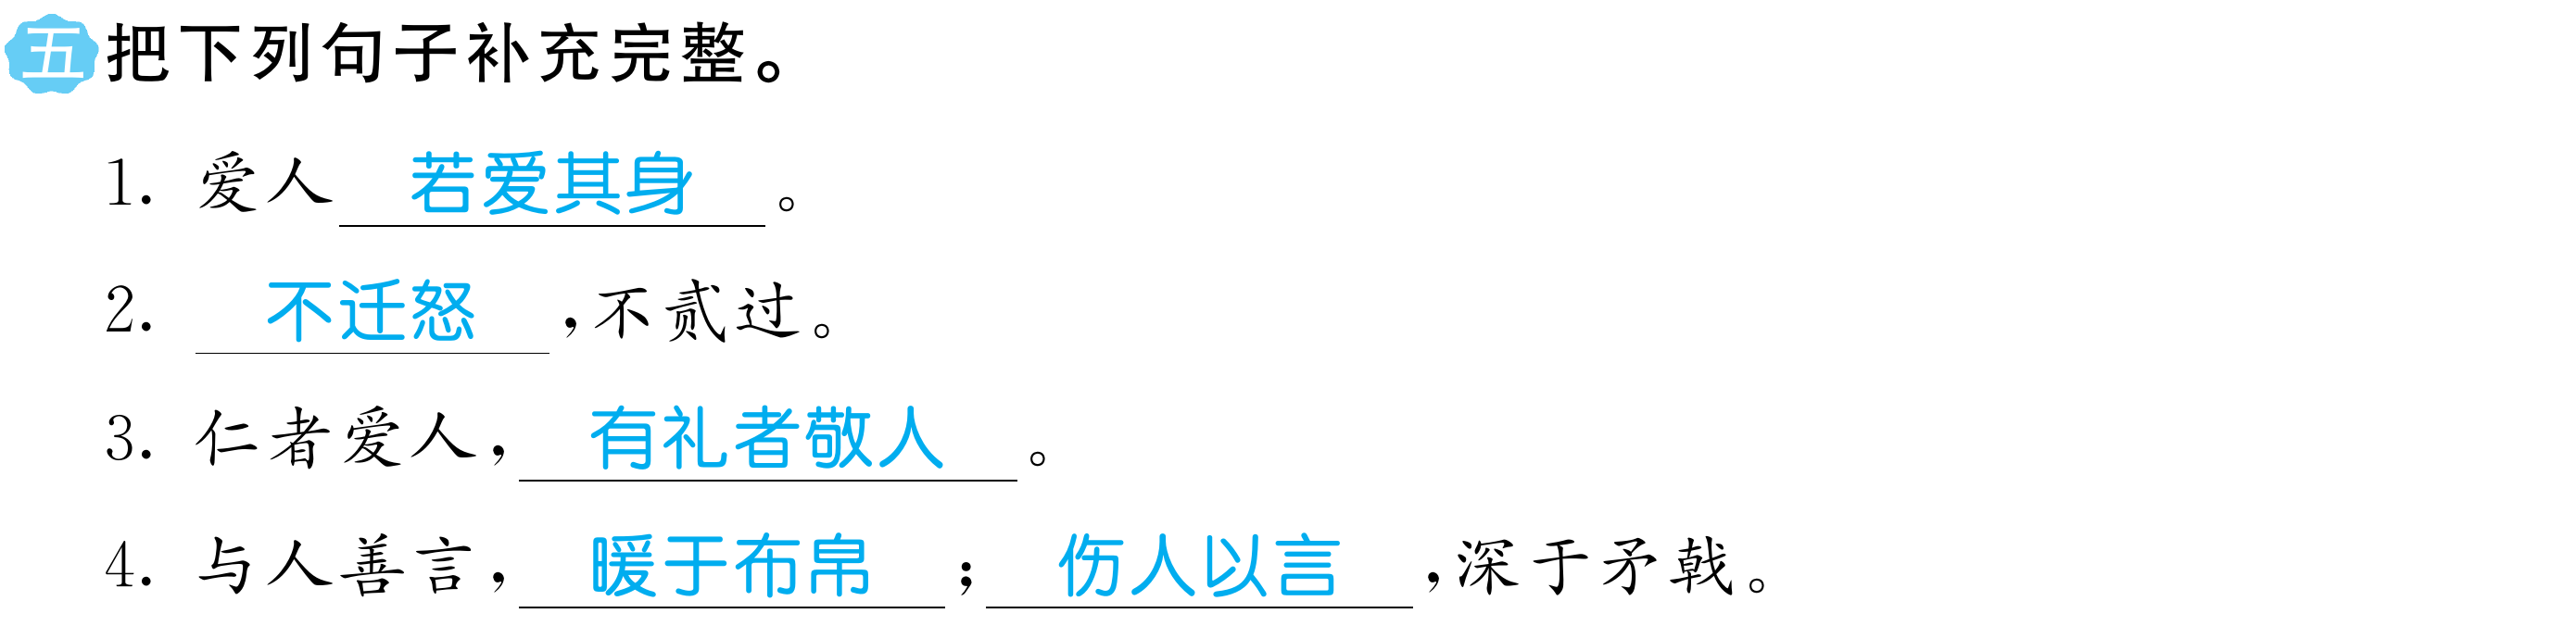 五 把下列句子补充完整。
1. 爱人若爱其身。
2. 不迁怒,不贰过。
3. 仁者爱人,有礼者敬人。
4. 与人善言,暖于布帛;伤人以言,深于矛戟。